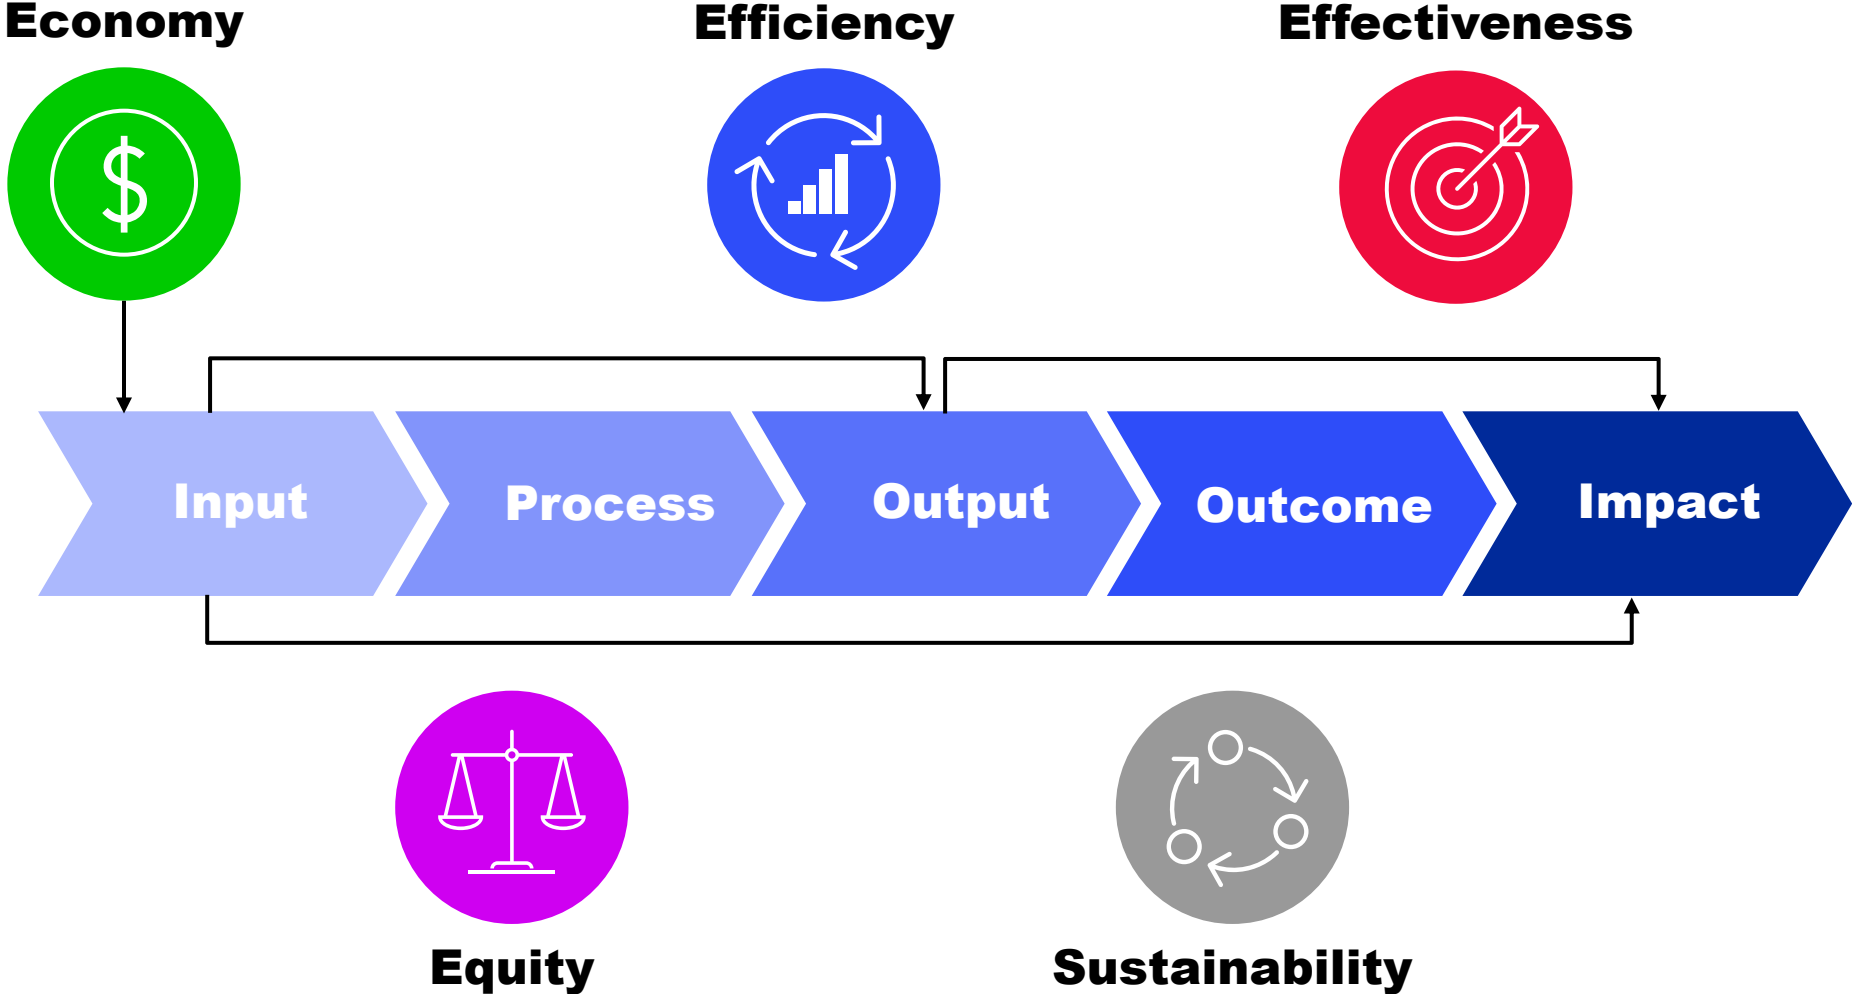 Economy
Efficiency
Effectiveness
$
Input
Process
Output
Outcome
Impact
Equity
Sustainability